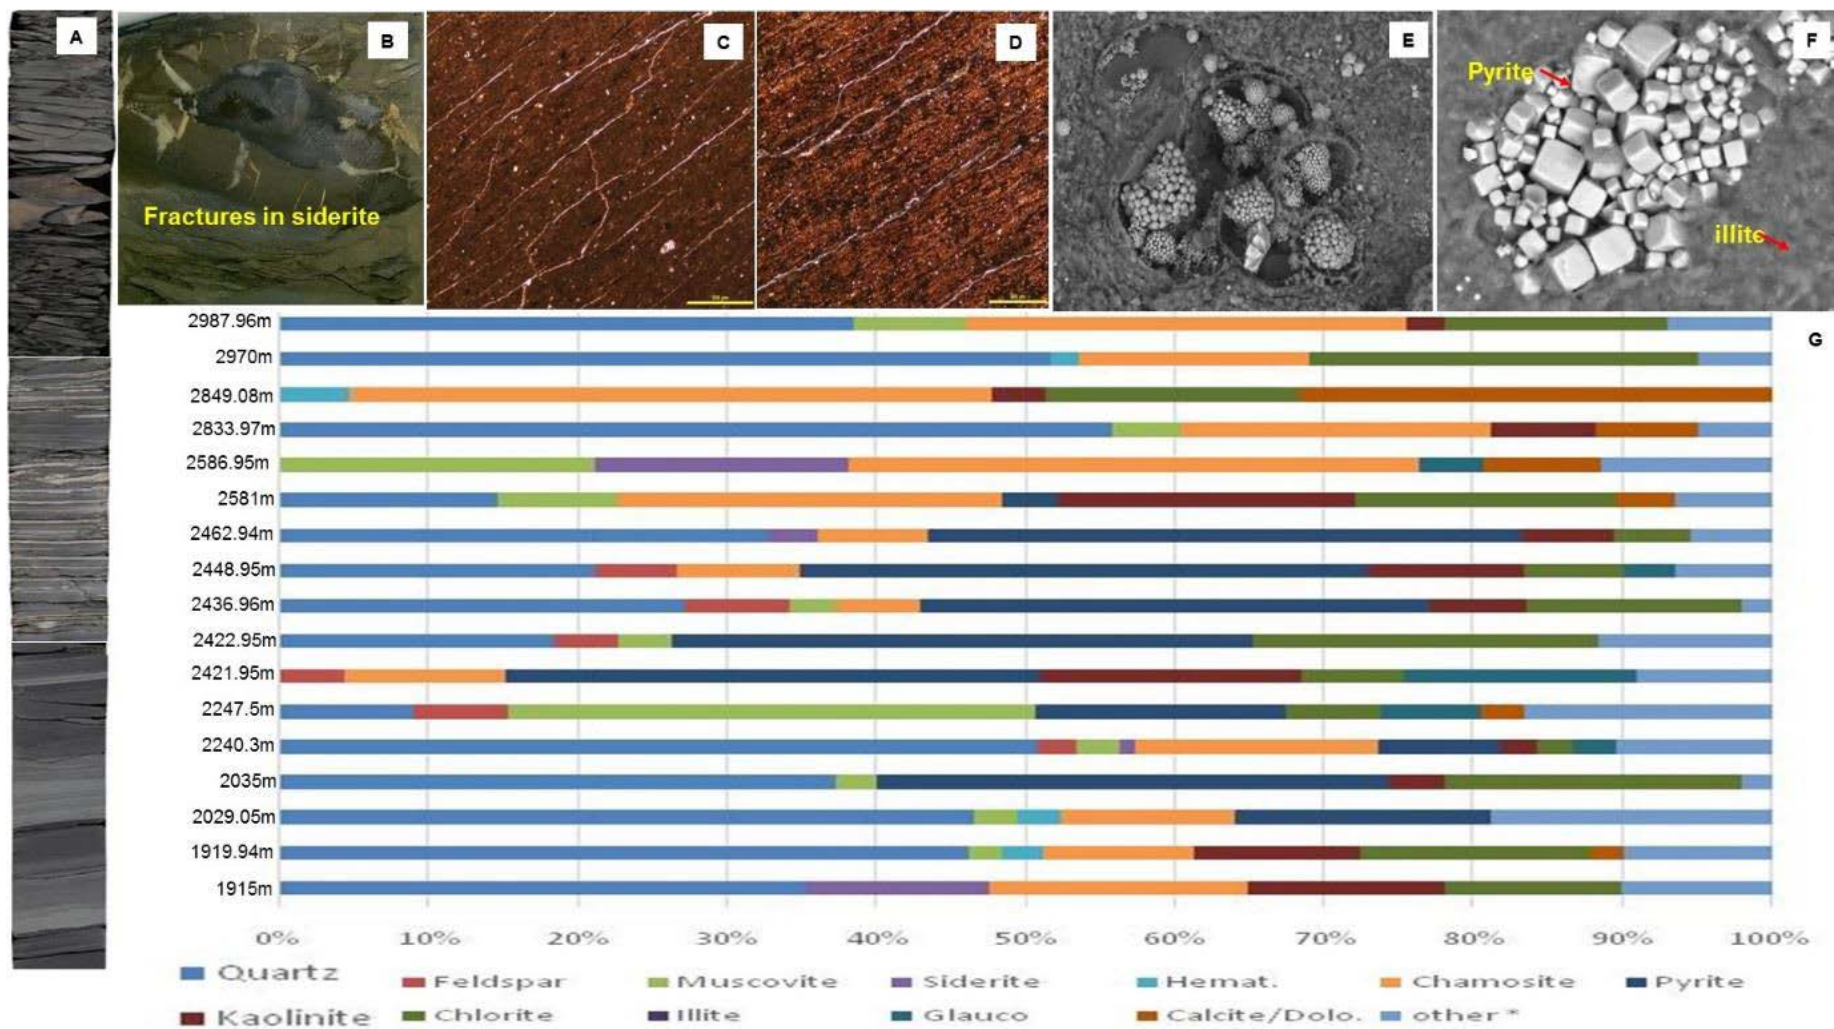 A
B
C
D
E
F
Pyrite
illite
Fractures in siderite
G
2987.96m
2970m
2849.08m
2833.97m
2586.95m
2581m
2462.94m
2448.95m
2436.96m
2422.95m
2421.95m
2247.5m
2240.3m
2035m
2029.05m
1919.94m
1915m
0% 10% 20% 30% 40% 50% 60% 70% 80% 90% 100%
Quartz Feldspar Muscovite Siderite Hemat. Chamosite Pyrite
Kaolinite Chlorite Illite Glauco Calcite/Dolo. other *